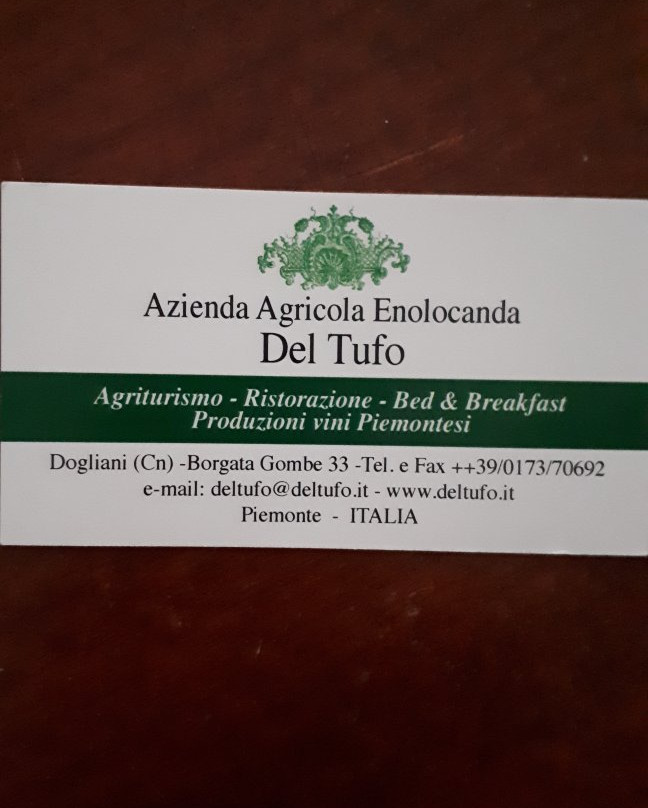 Azienda Agricola Enolocanda
Del Tufo
Agriturismo - Ristorazione - Bed & Breakfast
Produzioni vini Piemontesi
Dogliani (Cn) -Borgata Gombe 33 -Tel. e Fax ++39/0173/70692
e-mail: deltufo@deltufo.it - www.deltufo.it
Piemonte - ITALIA